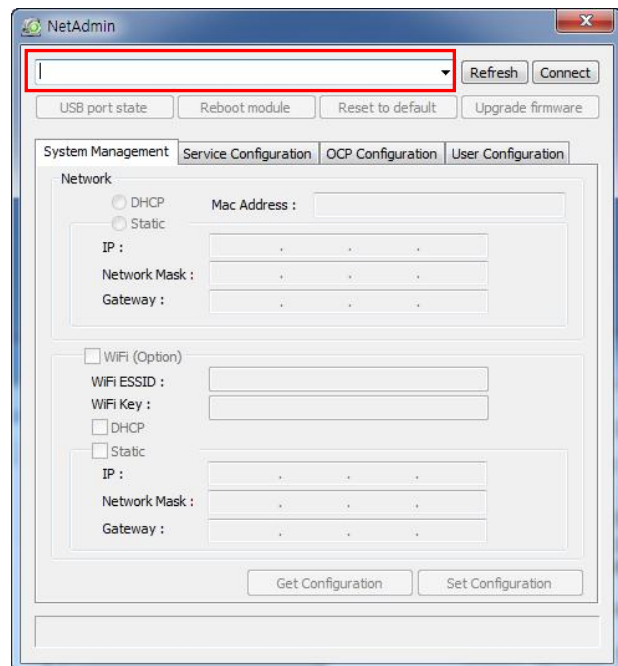 NetAdmin
Refresh Connect
USB port state Reboot module Reset to default Upgrade firmware
System Management Service Configuration OCP Configuration User Configuration
Network
DHCP Mac Address :
Static
IP : . . .
Network Mask : . . .
Gateway : . . .
WiFi (Option)
WiFi ESSID :
WiFi Key :
DHCP
Static
IP : . . .
Network Mask : . . .
Gateway : . . .
Get Configuration Set Configuration